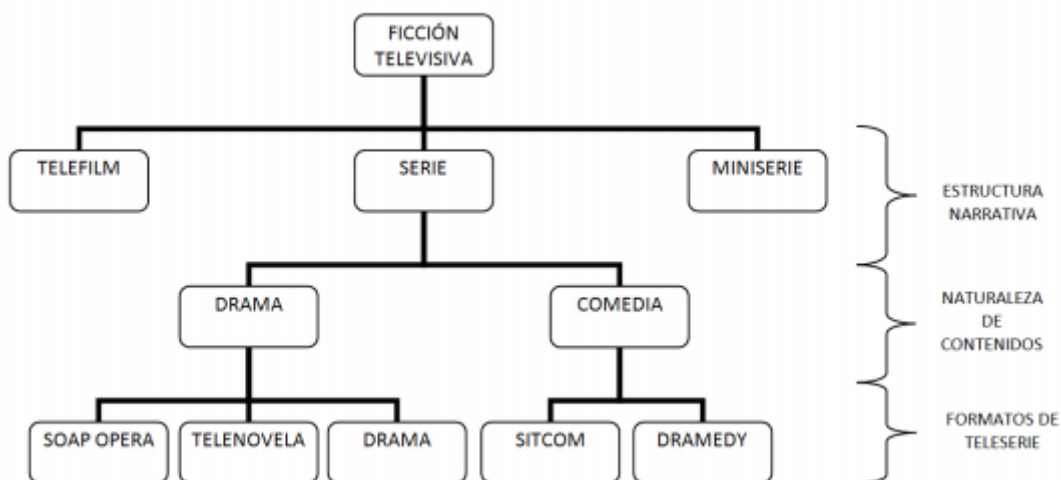 FICCIÓN
TELEVISIVA
TELEFILM
SERIE
MINISERIE
ESTRUCTURA
NARRATIVA
DRAMA
COMEDIA
NATURALEZA
DE
CONTENIDOS
SOAP OPERA
TELENOVELA
DRAMA
SITCOM
DRAMEDY
FORMATOS DE
TELESERIE